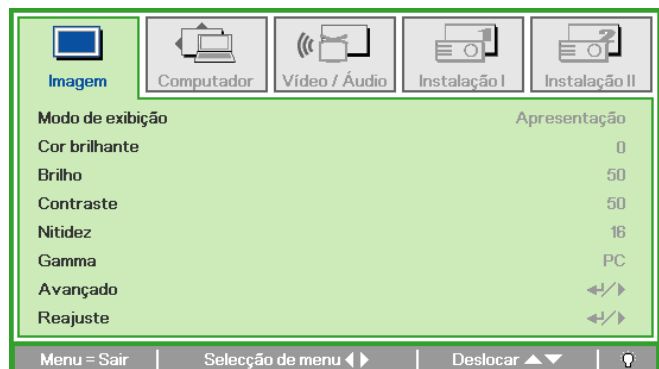 Imagem Computador Vídeo / Áudio Instalação I Instalação II
Modo de exibição Apresentação
Cor brilhante 0
Brilho 50
Contraste 50
Nitidez 16
Gamma PC
Avançado
Reajuste
Menu = Sair Selecção de menu Deslocar